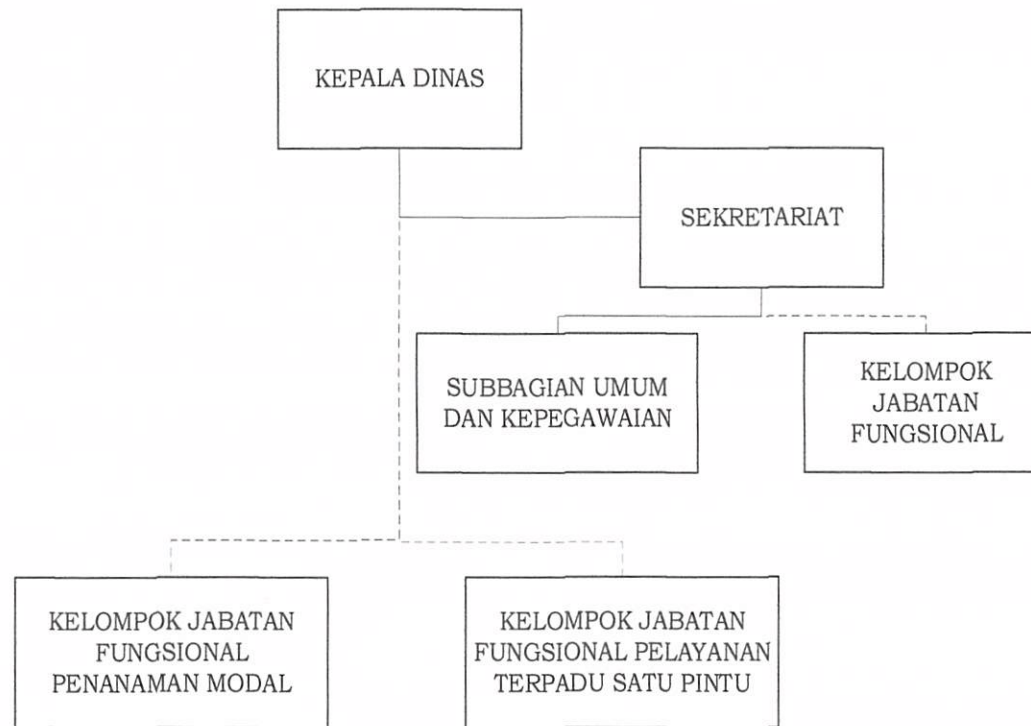 KEPALA DINAS
SEKRETARIAT
SUBBAGIAN UMUM
DAN KEPEGAWAIAN
KELOMPOK
JABATAN
FUNGSIONAL
KELOMPOK JABATAN
FUNGSIONAL
PENANAMAN MODAL
KELOMPOK JABATAN
FUNGSIONAL PELAYANAN
TERPADU SATU PINTU